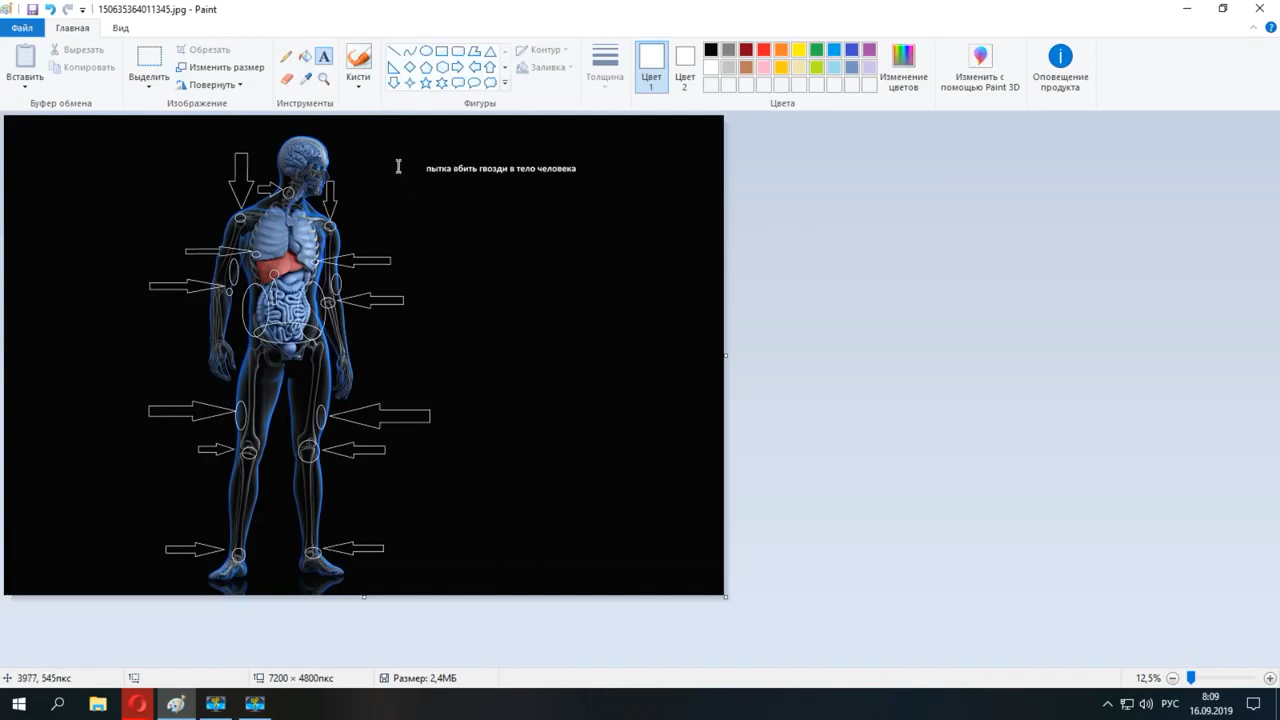 150635364011345.jpg - Paint
Файл
Главная
Вид
Вставить
Вырезать
Копировать
Буфер обмена
Выделить
Обрезать
Изменить размер
Повернуть
Изображение
A
Инструменты
Кисти
Контур
Заливка
Фигуры
Толщина
Цвет 1
Цвет 2
Изменение цветов
Цвета
Изменить с помощью Paint 3D
Оповещение продукта
пытка вбить гвозди в тело человека
3977, 545пкс
7200 × 4800пкс
Размер: 2,4МБ
12,5%
РУС
8:09
16.09.2019